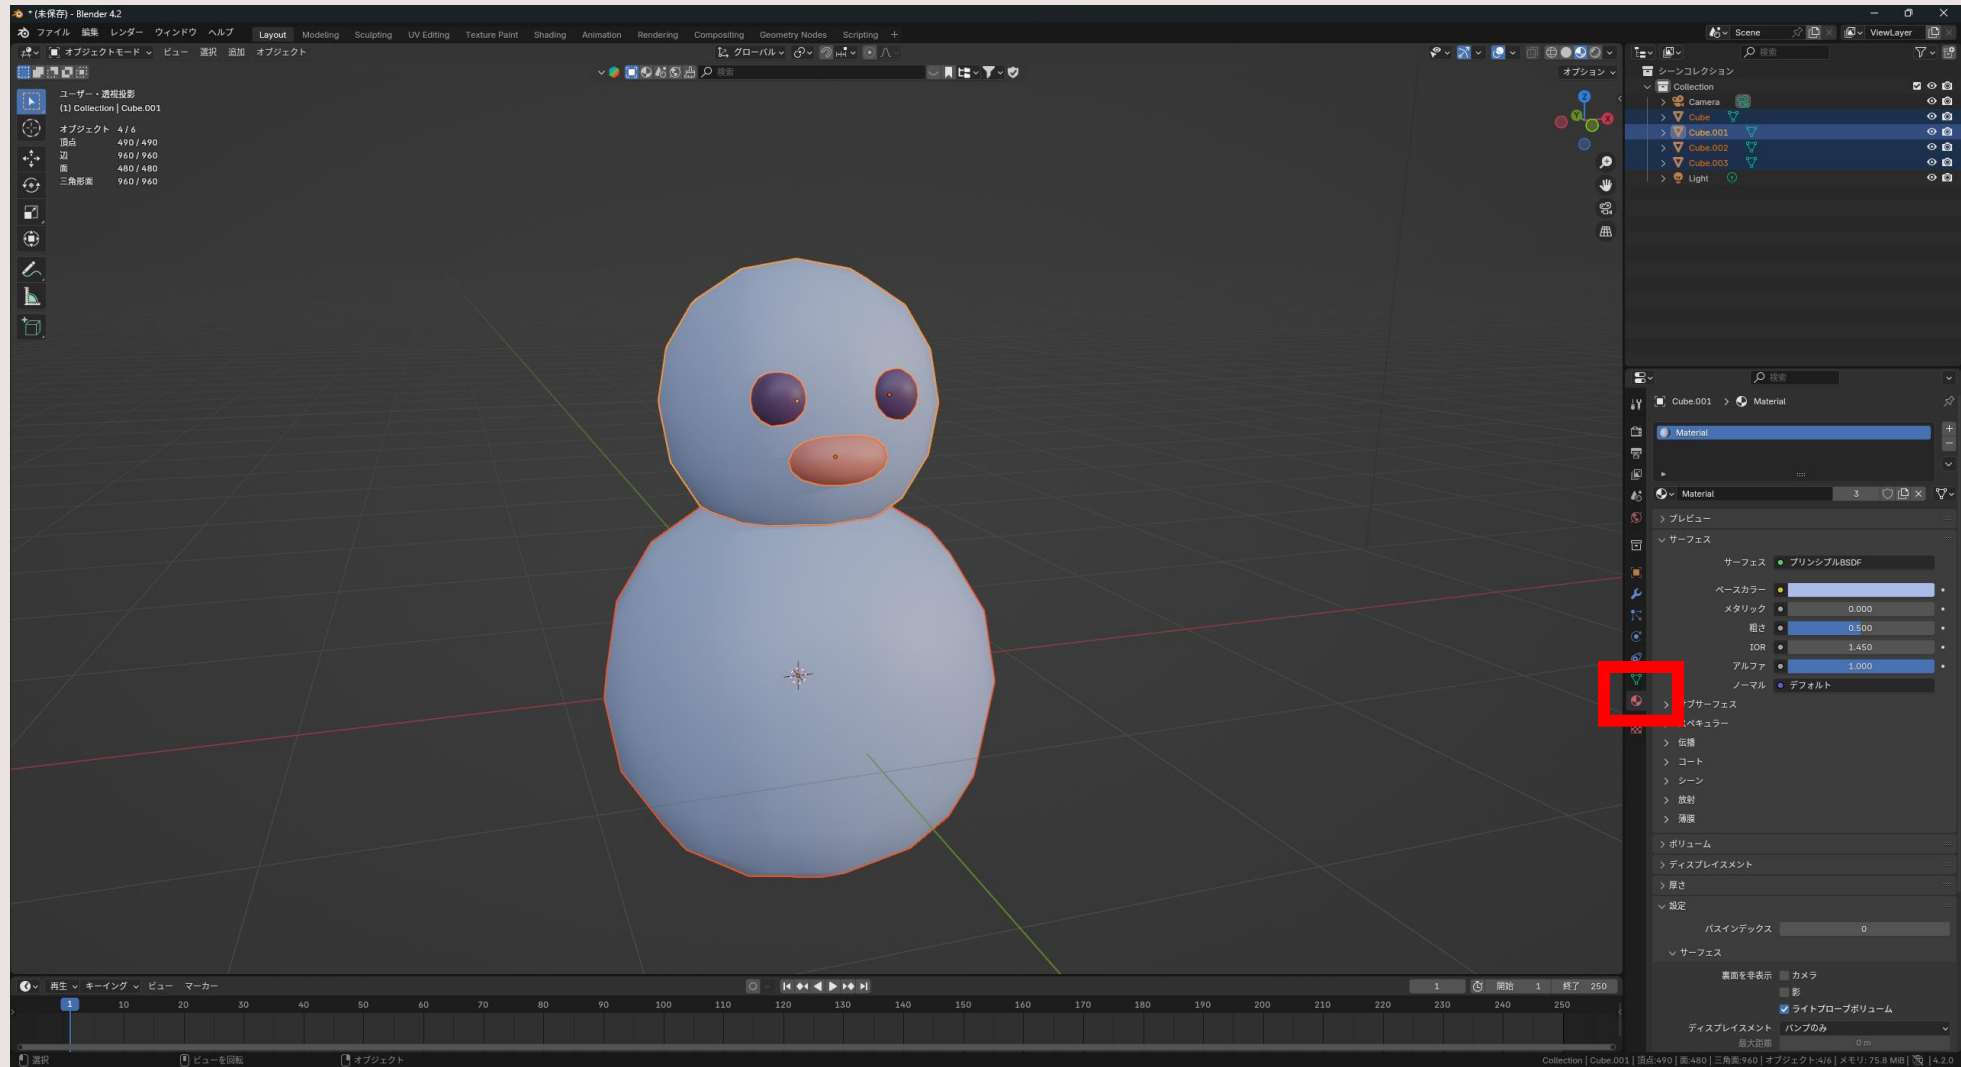 * (未保存) - Blender 4.2
ファイル 編集 レンダー ウィンドウ ヘルプ Layout Modeling Sculpting UV Editing Texture Paint Shading Animation Rendering Compositing Geometry Nodes Scripting + Scene ViewLayer
オブジェクトモード ビュー 選択 追加 オブジェクト グローバル 検索
検索 オプション
ユーザー・透視投影
(1) Collection | Cube.001
オブジェクト 4/6
頂点 490/490
辺 960/960
面 480/480
三角形面 960/960
Z
Y
X
シーンコレクション
Collection
Camera
Cube
Cube.001
Cube.002
Cube.003
Light
検索
Cube.001 > Material
Material
Material 3
プレビュー
サーフェス
サーフェス プリンシプルBSDF
ベースカラー
メタリック 0.000
粗さ 0.500
IOR 1.450
アルファ 1.000
ノーマル デフォルト
ブサーフェス
スペキュラー
伝播
コート
シーン
放射
薄膜
ボリューム
ディスプレイスメント
厚さ
設定
パスインデックス 0
サーフェス
裏面を非表示 カメラ
影
ライトプローブボリューム
ディスプレイスメント バンプのみ
最大距離 0 m
再生 キーイング ビュー マーカー 1 開始 1 終了 250
1 10 20 30 40 50 60 70 80 90 100 110 120 130 140 150 160 170 180 190 200 210 220 230 240 250
選択 ビューを回転 オブジェクト Collection | Cube.001 | 頂点:490 | 面:480 | 三角面:960 | オブジェクト:4/6 | メモリ: 75.8 MiB | 4.2.0